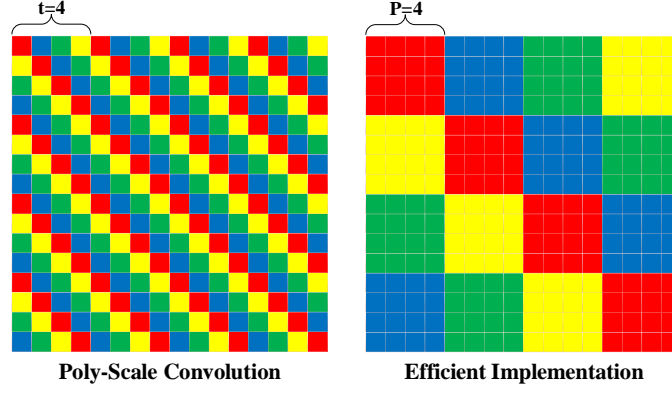 t=4
P=4
Poly-Scale Convolution
Efficient Implementation